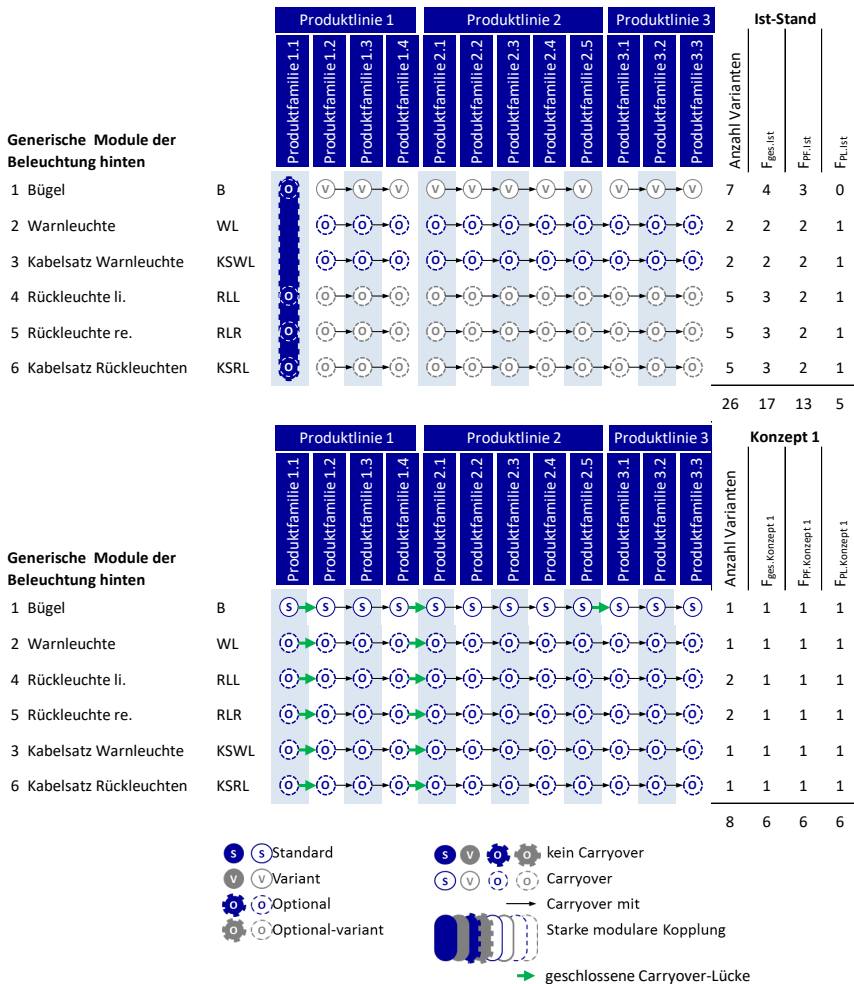 Produktlinie 1 Produktlinie 2 Produktlinie 3 Ist-Stand
Produktfamilie 1.1 Produktfamilie 1.2 Produktfamilie 1.3 Produktfamilie 1.4 Produktfamilie 2.1 Produktfamilie 2.2 Produktfamilie 2.3 Produktfamilie 2.4 Produktfamilie 2.5 Produktfamilie 3.1 Produktfamilie 3.2 Produktfamilie 3.3 Anzahl Varianten Fges.Ist FPF.Ist FPL.Ist
Generische Module der
Beleuchtung hinten
1 Bügel B O V V V V V V V V V V V 7 4 3 0
2 Warnleuchte WL O O O O O O O O O O O 2 2 2 1
3 Kabelsatz Warnleuchte KSWL O O O O O O O O O O O 2 2 2 1
4 Rückleuchte li. RLL O O O O O O O O O O O O 5 3 2 1
5 Rückleuchte re. RLR O O O O O O O O O O O O 5 3 2 1
6 Kabelsatz Rückleuchten KSRL O O O O O O O O O O O O 5 3 2 1
26 17 13 5
Produktlinie 1 Produktlinie 2 Produktlinie 3 Konzept 1
Produktfamilie 1.1 Produktfamilie 1.2 Produktfamilie 1.3 Produktfamilie 1.4 Produktfamilie 2.1 Produktfamilie 2.2 Produktfamilie 2.3 Produktfamilie 2.4 Produktfamilie 2.5 Produktfamilie 3.1 Produktfamilie 3.2 Produktfamilie 3.3 Anzahl Varianten Fges.Konzept 1 FPF.Konzept 1 FPL.Konzept 1
Generische Module der
Beleuchtung hinten
1 Bügel B S S S S S S S S S S S S 1 1 1 1
2 Warnleuchte WL O O O O O O O O O O O O 1 1 1 1
4 Rückleuchte li. RLL O O O O O O O O O O O O 2 1 1 1
5 Rückleuchte re. RLR O O O O O O O O O O O O 2 1 1 1
3 Kabelsatz Warnleuchte KSWL O O O O O O O O O O O O 1 1 1 1
6 Kabelsatz Rückleuchten KSRL O O O O O O O O O O O O 1 1 1 1
8 6 6 6
S S Standard S V O O kein Carryover
V V Variant S V O O Carryover
O O Optional Carryover mit
O O Optional-variant Starke modulare Kopplung
geschlossene Carryover-Lücke